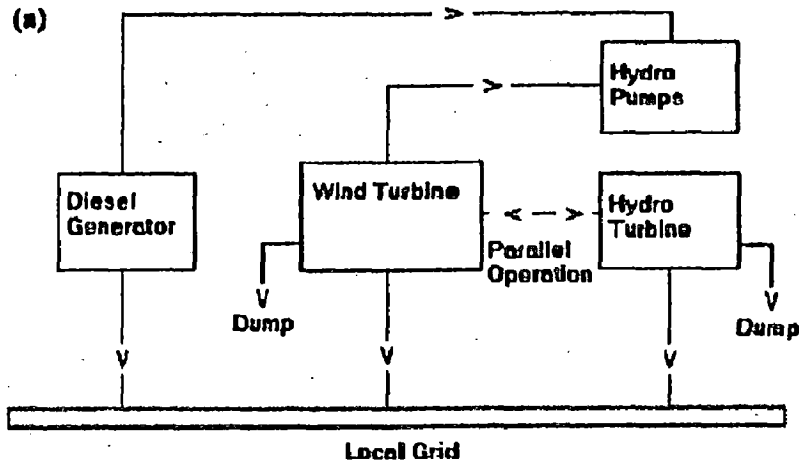 (a)
Hydro
Pumps
Diesel
Generator
Wind Turbine
Hydro
Turbine
Parallel
Operation
Dump
Dump
Local Grid